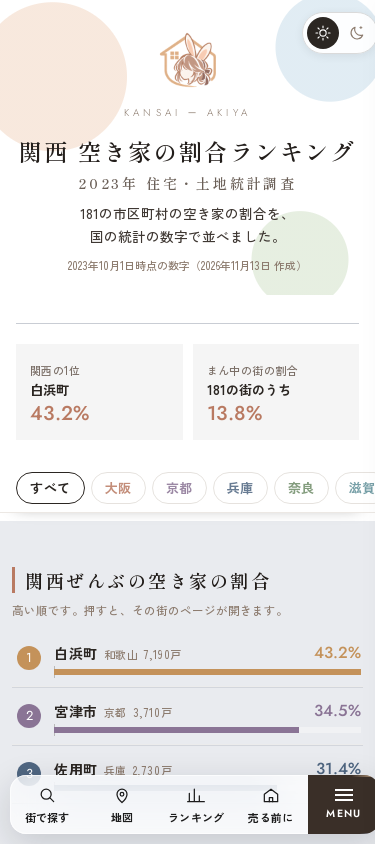 KANSAI — AKIYA
関西 空き家の割合ランキング
2023年 住宅・土地統計調査
181の市区町村の空き家の割合を、
国の統計の数字で並べました。
2023年10月1日時点の数字（2026年11月13日 作成）
関西の1位
白浜町
43.2%
まん中の街の割合
181の街のうち
13.8%
すべて 大阪 京都 兵庫 奈良 滋賀
関西ぜんぶの空き家の割合
高い順です。押すと、その街のページが開きます。
1 白浜町 和歌山 7,190戸 43.2%
2 宮津市 京都 3,710戸 34.5%
3 佐用町 兵庫 2,730戸 31.4%
街で探す 地図 ランキング 売る前に MENU